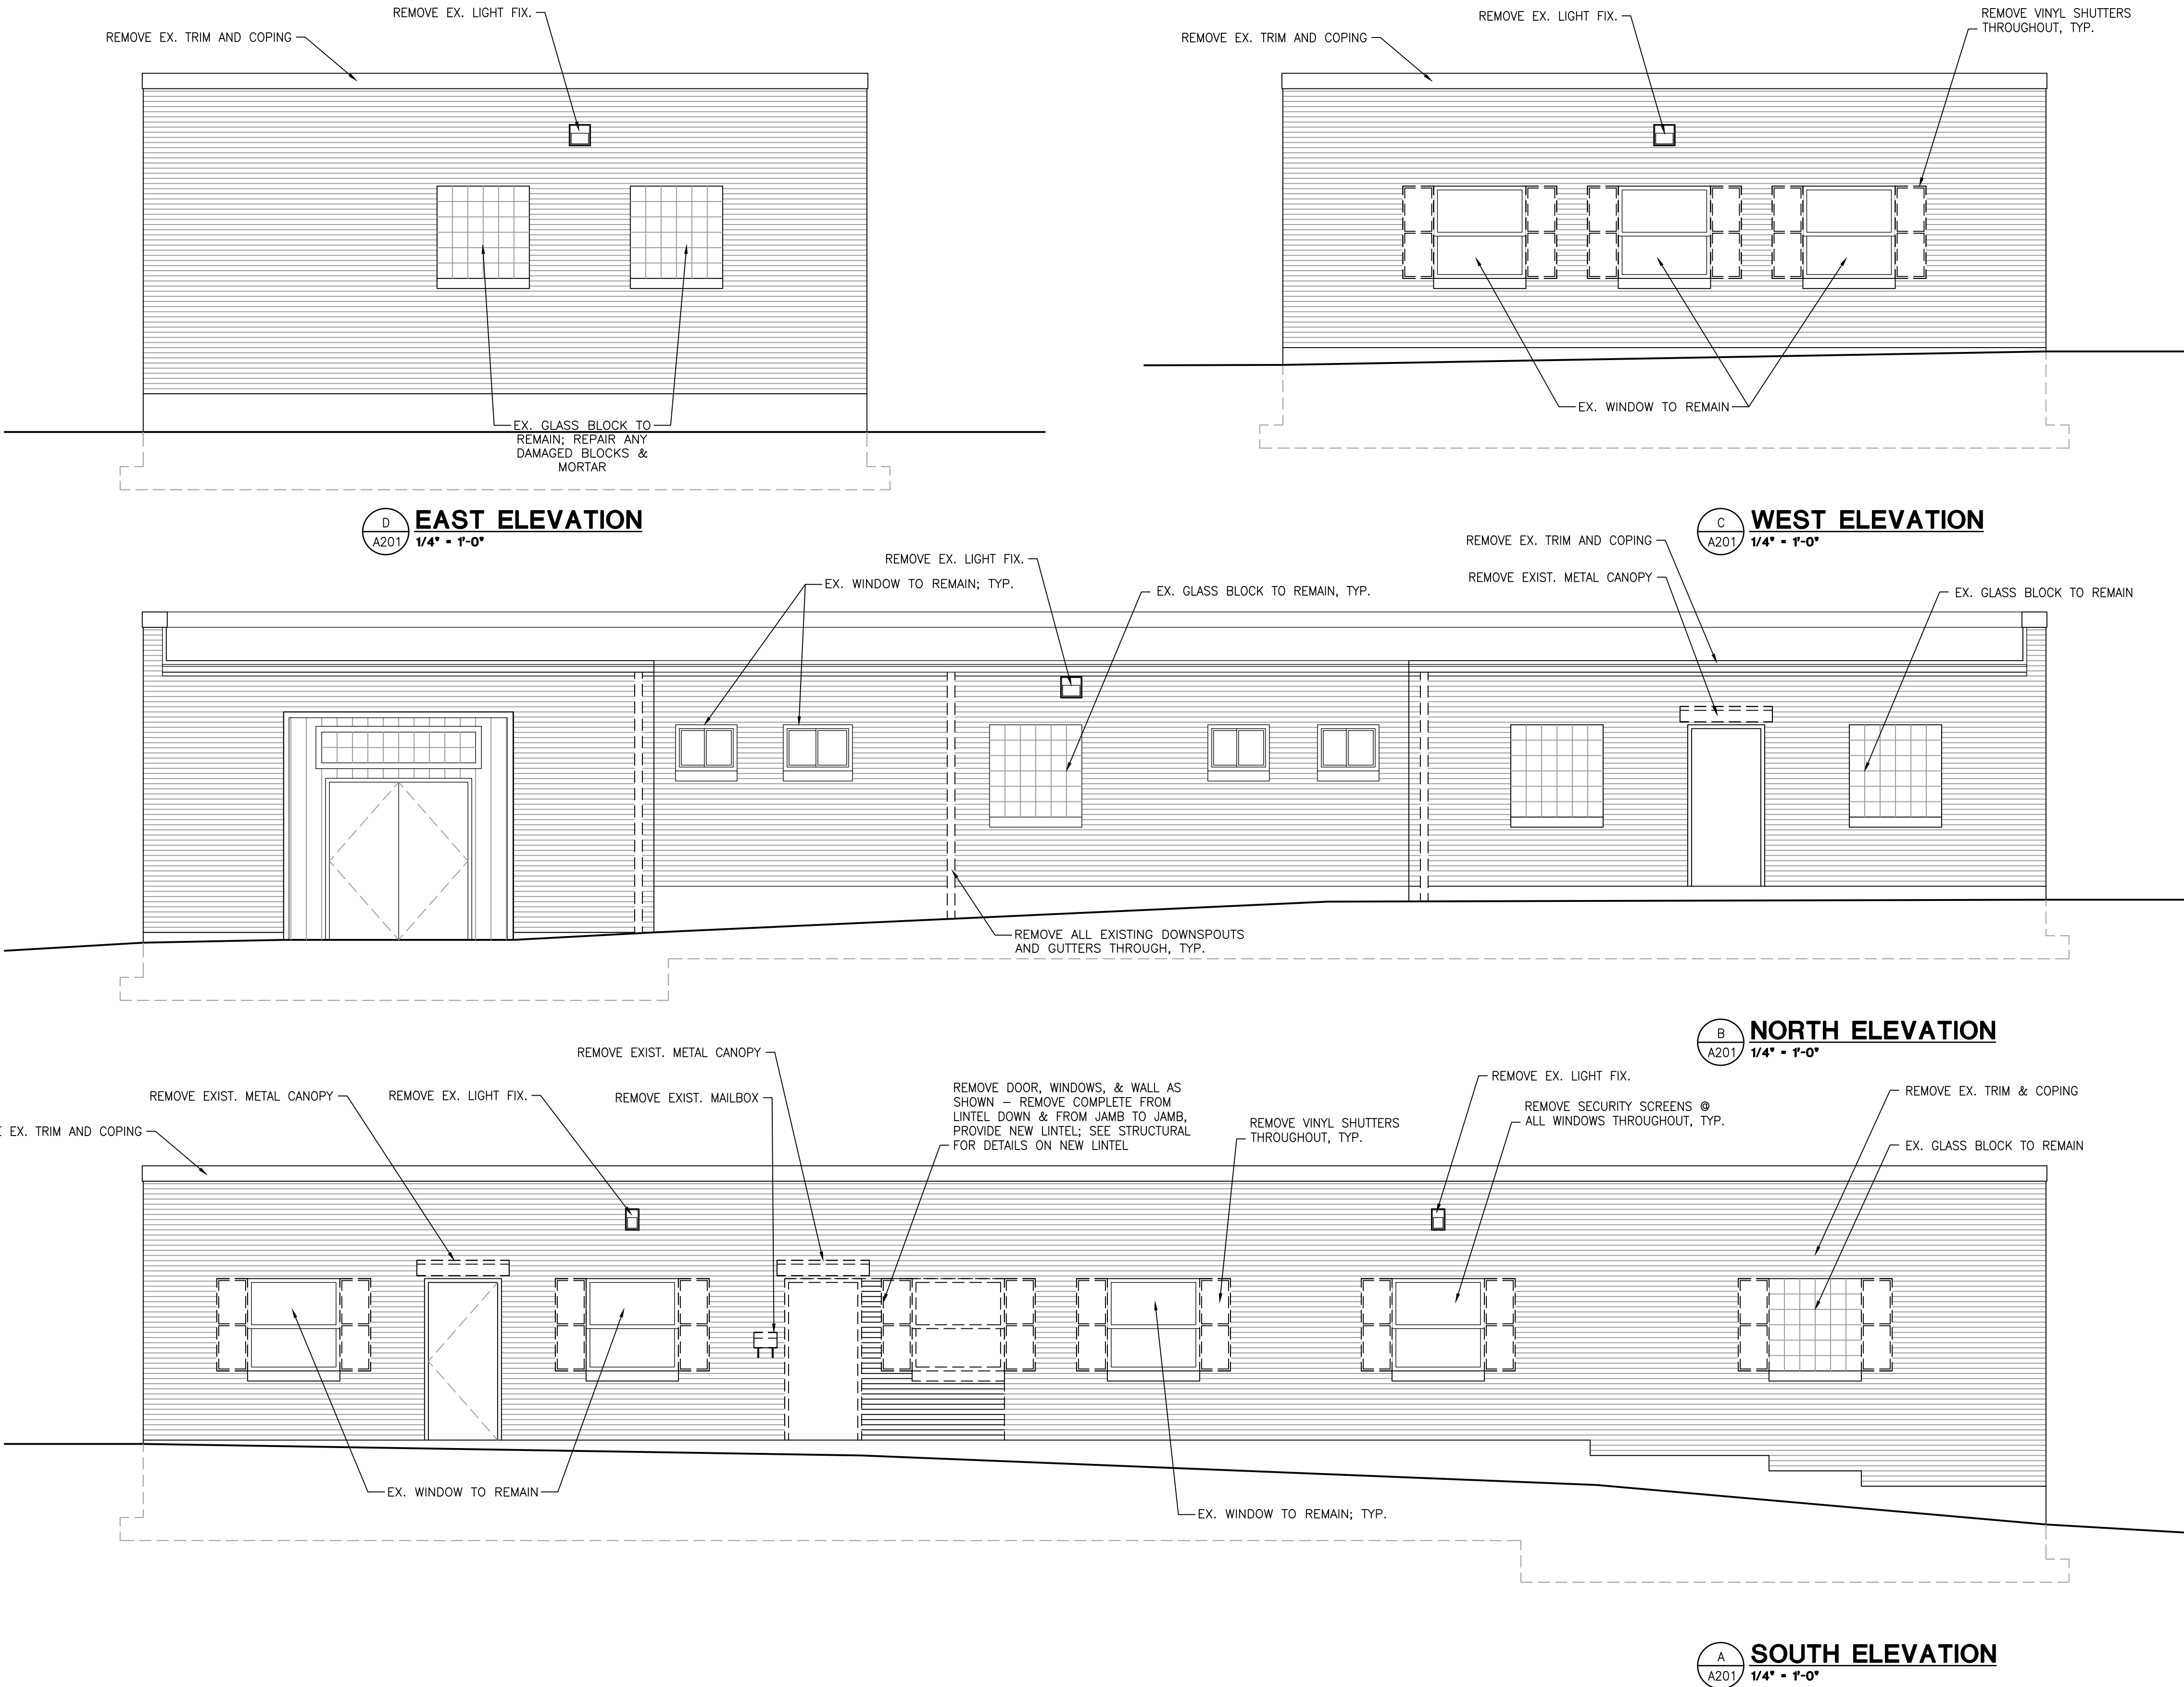 REMOVE EX. LIGHT FIX.
REMOVE EX. TRIM AND COPING
EX. GLASS BLOCK TO
REMAIN; REPAIR ANY
DAMAGED BLOCKS &
MORTAR
D
A201
EAST ELEVATION
1/4" = 1'-0"
REMOVE EX. LIGHT FIX.
REMOVE EX. TRIM AND COPING
REMOVE VINYL SHUTTERS
THROUGHOUT, TYP.
EX. WINDOW TO REMAIN
C
A201
WEST ELEVATION
1/4" = 1'-0"
REMOVE EX. LIGHT FIX.
EX. WINDOW TO REMAIN; TYP.
EX. GLASS BLOCK TO REMAIN, TYP.
REMOVE EX. TRIM AND COPING
REMOVE EXIST. METAL CANOPY
EX. GLASS BLOCK TO REMAIN
REMOVE ALL EXISTING DOWNSPOUTS
AND GUTTERS THROUGH, TYP.
B
A201
NORTH ELEVATION
1/4" = 1'-0"
REMOVE EXIST. METAL CANOPY
REMOVE EXIST. METAL CANOPY
REMOVE EX. LIGHT FIX.
REMOVE EXIST. MAILBOX
E EX. TRIM AND COPING
REMOVE DOOR, WINDOWS, & WALL AS
SHOWN – REMOVE COMPLETE FROM
LINTEL DOWN & FROM JAMB TO JAMB,
PROVIDE NEW LINTEL; SEE STRUCTURAL
FOR DETAILS ON NEW LINTEL
REMOVE VINYL SHUTTERS
THROUGHOUT, TYP.
REMOVE EX. LIGHT FIX.
REMOVE SECURITY SCREENS @
ALL WINDOWS THROUGHOUT, TYP.
REMOVE EX. TRIM & COPING
EX. GLASS BLOCK TO REMAIN
EX. WINDOW TO REMAIN
EX. WINDOW TO REMAIN; TYP.
A
A201
SOUTH ELEVATION
1/4" = 1'-0"